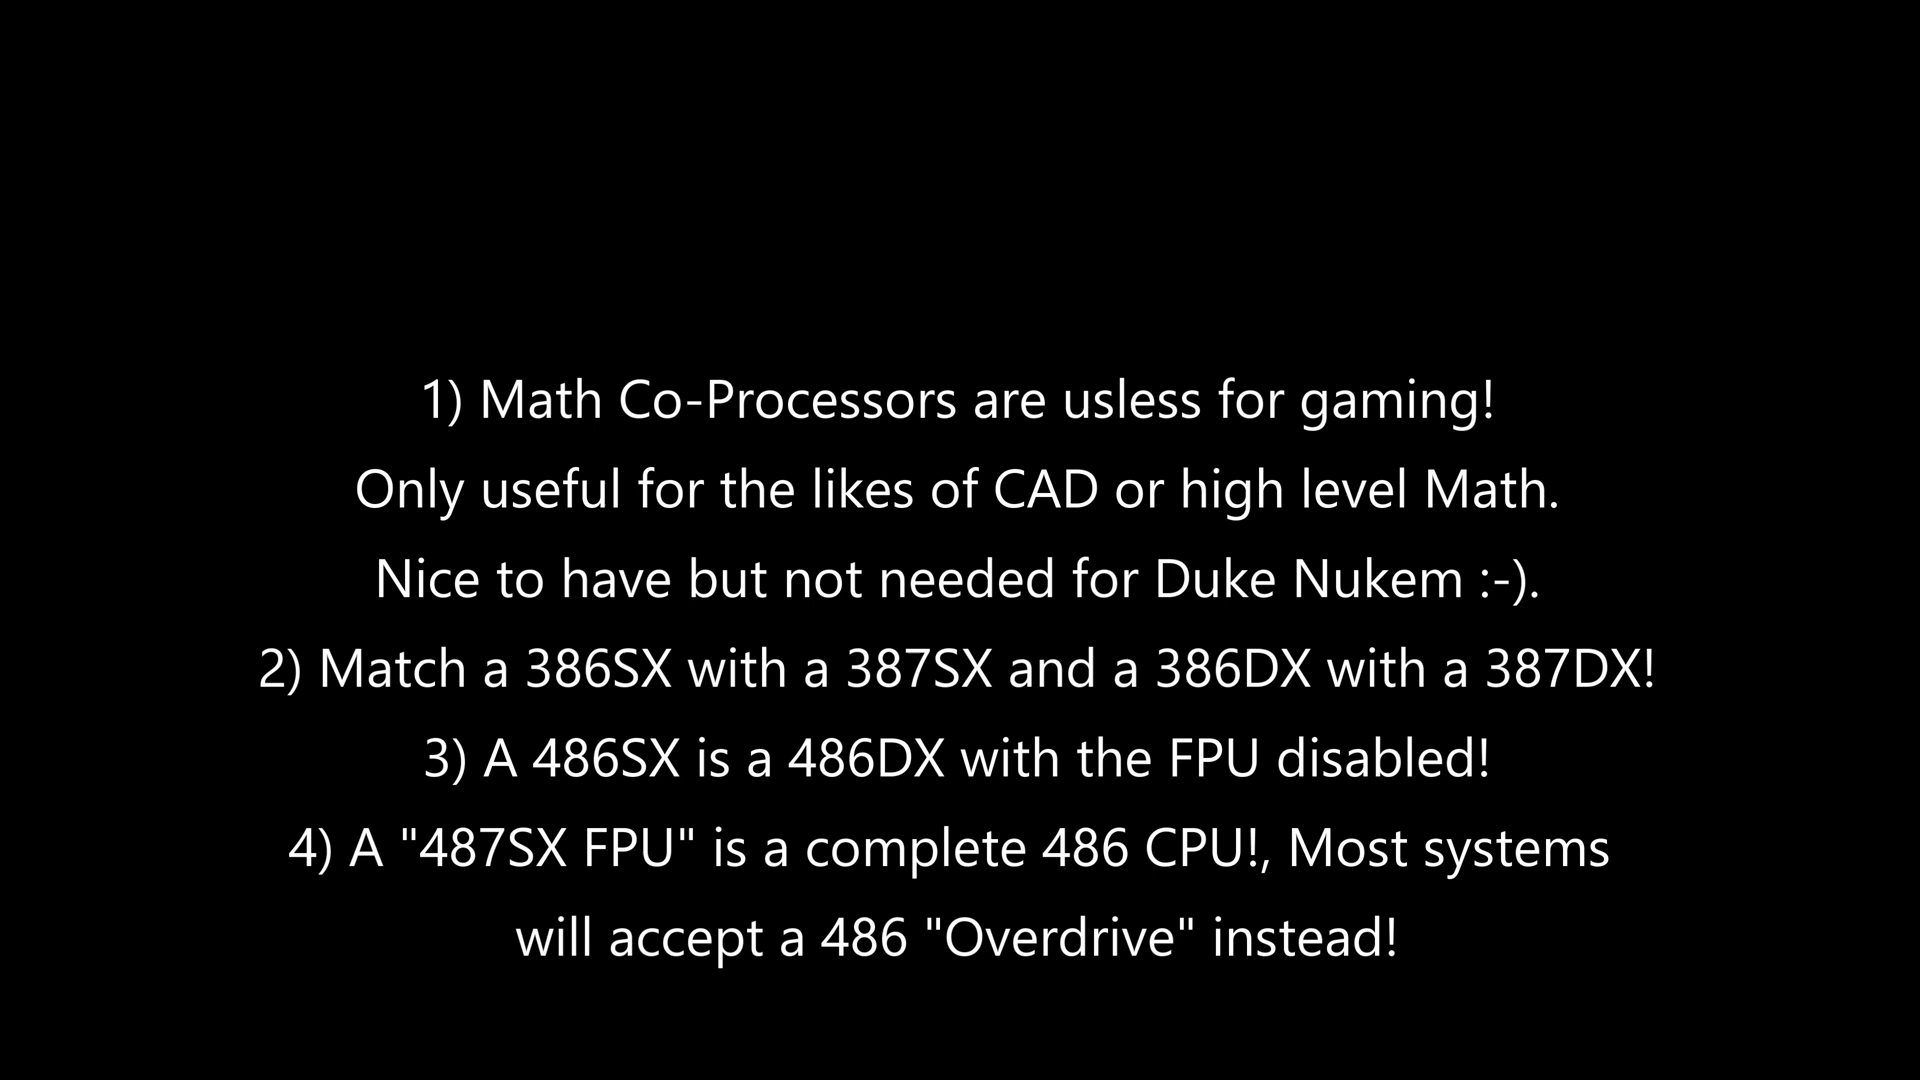 1) Math Co-Processors are usless for gaming!
Only useful for the likes of CAD or high level Math.
Nice to have but not needed for Duke Nukem :-).
2) Match a 386SX with a 387SX and a 386DX with a 387DX!
3) A 486SX is a 486DX with the FPU disabled!
4) A "487SX FPU" is a complete 486 CPU!, Most systems
will accept a 486 "Overdrive" instead!